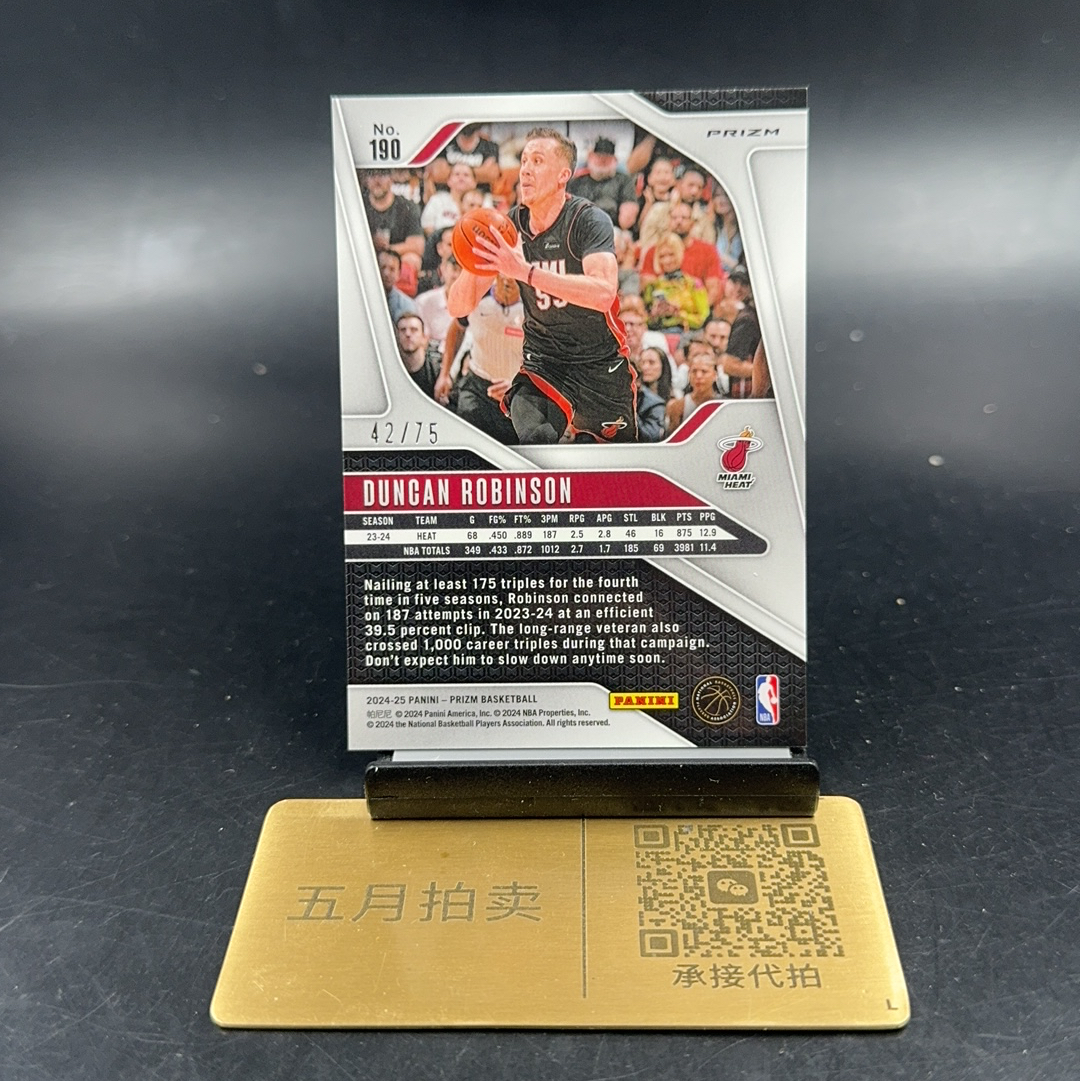 No.
190
PRIZM
55
42/75
MIAMI
HEAT
DUNCAN ROBINSON
SEASON TEAM G FG% FT% 3PM RPG APG STL BLK PTS PPG
23-24 HEAT 68 .450 .889 187 2.5 2.8 46 16 875 12.9
NBA TOTALS 349 .433 .872 1012 2.7 1.7 185 69 3981 11.4
Nailing at least 175 triples for the fourth
time in five seasons, Robinson connected
on 187 attempts in 2023-24 at an efficient
39.5 percent clip. The long-range veteran also
crossed 1,000 career triples during that campaign.
Don't expect him to slow down anytime soon.
2024-25 PANINI – PRIZM BASKETBALL
帕尼尼 © 2024 Panini America, Inc. © 2024 NBA Properties, Inc.
© 2024 the National Basketball Players Association. All rights reserved.
PANINI
NBA
五月拍卖
承接代拍
L